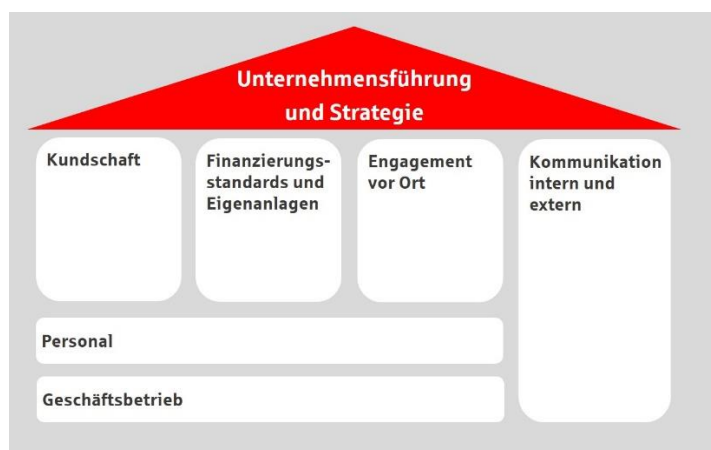 Unternehmensführung
und Strategie
Kundschaft
Finanzierungs-
standards und
Eigenanlagen
Engagement
vor Ort
Kommunikation
intern und
extern
Personal
Geschäftsbetrieb